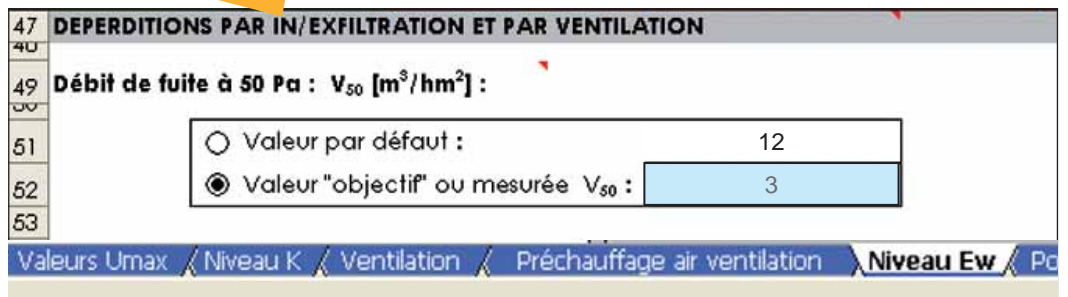 47 DEPERDITIONS PAR IN/EXFILTRATION ET PAR VENTILATION
49 Débit de fuite à 50 Pa : V₅₀ [m³/hm²] :
51 Valeur par défaut : 12
52 Valeur "objectif" ou mesurée V₅₀ : 3
53
Valeurs Umax Niveau K Ventilation Préchauffage air ventilation Niveau Ew